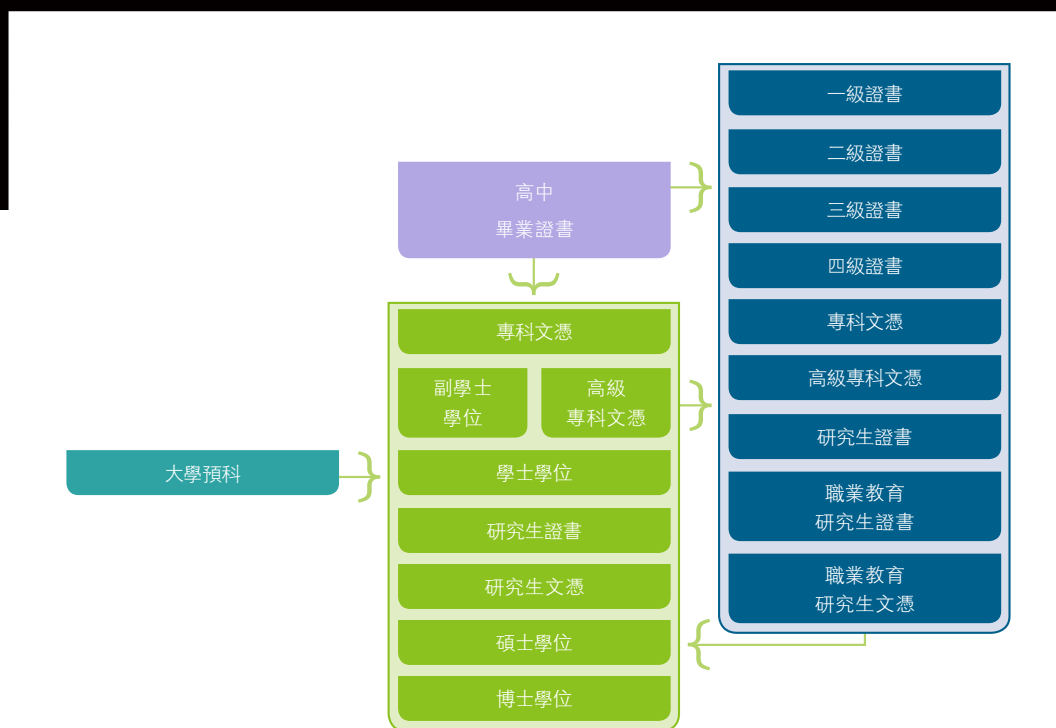 高中
畢業證書
專科文憑
副學士
學位
高級
專科文憑
學士學位
研究生證書
研究生文憑
碩士學位
博士學位
大學預科
一級證書
二級證書
三級證書
四級證書
專科文憑
高級專科文憑
研究生證書
職業教育
研究生證書
職業教育
研究生文憑